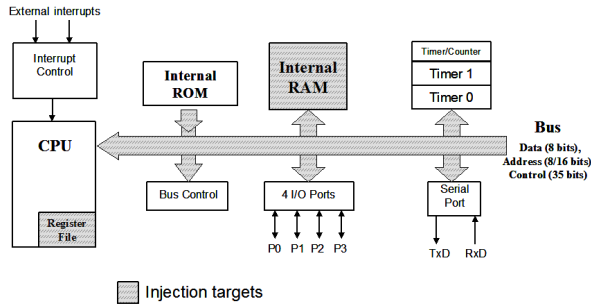 External interrupts
Interrupt
Control
CPU
Register
File
Internal
ROM
Internal
RAM
Timer/Counter
Timer 1
Timer 0
Bus
Data (8 bits),
Address (8/16 bits)
Control (35 bits)
Bus Control
4 I/O Ports
Serial
Port
P0 P1 P2 P3
TxD RxD
Injection targets